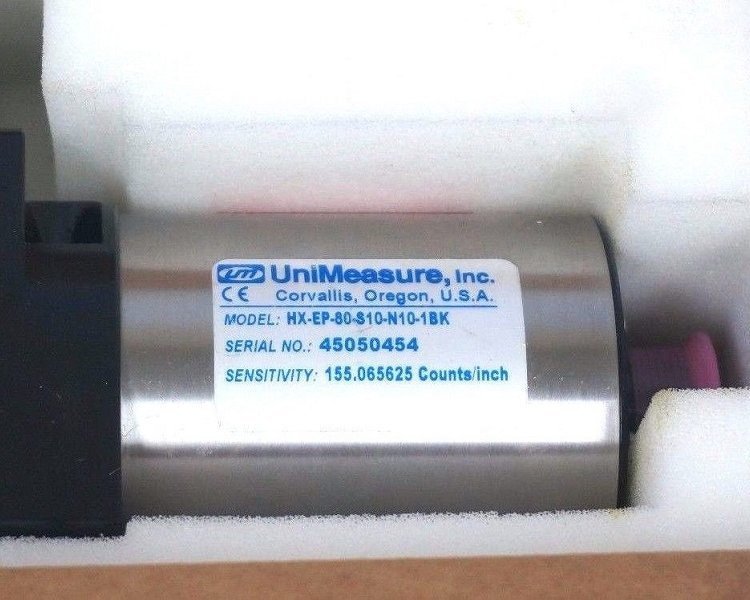 um UniMeasure, Inc.
CE Corvallis, Oregon, U.S.A.
MODEL: HX-EP-80-S10-N10-1BK
SERIAL NO.: 45050454
SENSITIVITY: 155.065625 Counts/inch